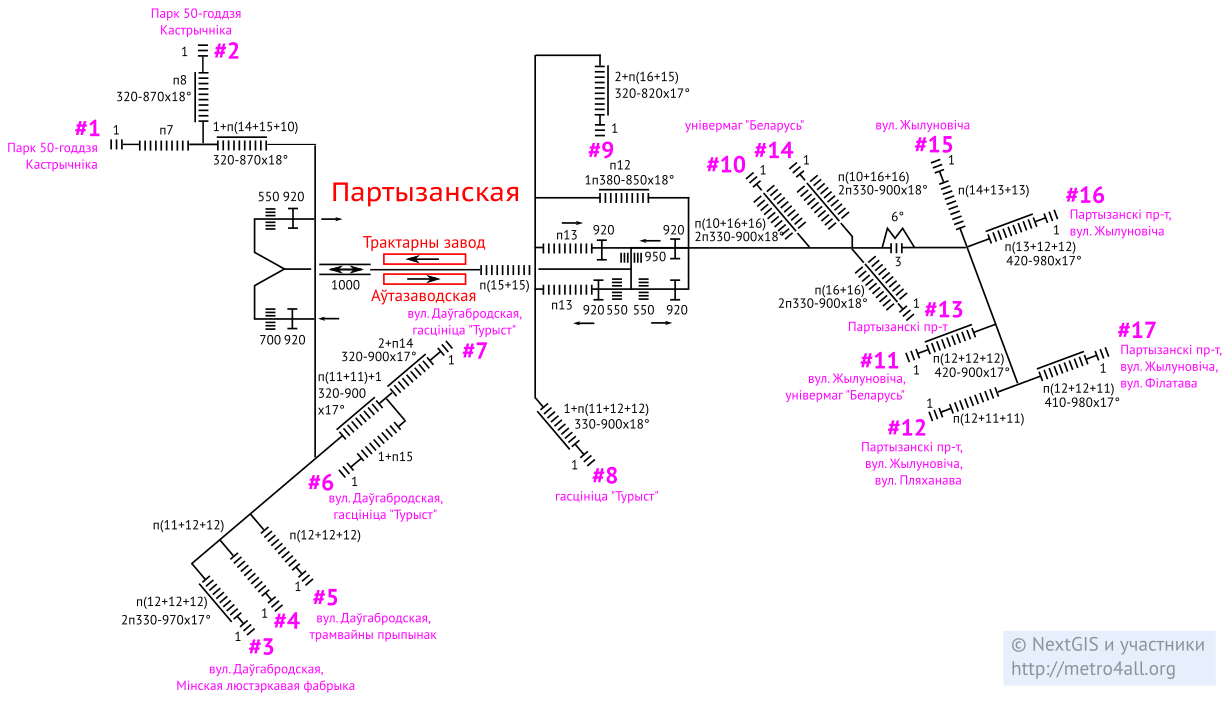 Парк 50-годдзя
Кастрычніка
1
#2
п8
320-870x18°
#1
1
п7
1+п(14+15+10)
Парк 50-годдзя
Кастрычніка
320-870x18°
550 920
Партызанская
Трактарны завод
1000
Аўтазаводская
п(15+15)
700 920
вул. Даўгабродская,
гасцініца "Турыст"
#7
1
2+п14
320-900x17°
п(11+11)+1
320-900
x17°
1+п15
#6
1
вул. Даўгабродская,
гасцініца "Турыст"
п(11+12+12)
п(12+12+12)
п(12+12+12)
2п330-970x17°
1
#5
вул. Даўгабродская,
трамвайны прыпынак
1
#4
1
#3
вул. Даўгабродская,
Мінская люстэркавая фабрыка
2+п(16+15)
320-820x17°
1
#9
п12
1п380-850x18°
п13
920
920
950
п13
920 550
550
920
1+п(11+12+12)
330-900x18°
1
#8
гасцініца "Турыст"
універмаг "Беларусь"
#10
1
#14
1
п(10+16+16)
2п330-900x18°
п(10+16+16)
2п330-900x18°
6°
3
п(16+16)
2п330-900x18°
1
#13
Партызанскі пр-т
вул. Жылуновіча
#15
1
п(14+13+13)
#16
1
Партызанскі пр-т,
вул. Жылуновіча
п(13+12+12)
420-980x17°
#11
1
вул. Жылуновіча,
універмаг "Беларусь"
п(12+12+12)
420-900x17°
#17
1
Партызанскі пр-т,
вул. Жылуновіча,
вул. Філатава
п(12+12+11)
410-980x17°
1
#12
п(12+11+11)
Партызанскі пр-т,
вул. Жылуновіча,
вул. Пляханава
© NextGIS и участники
http://metro4all.org